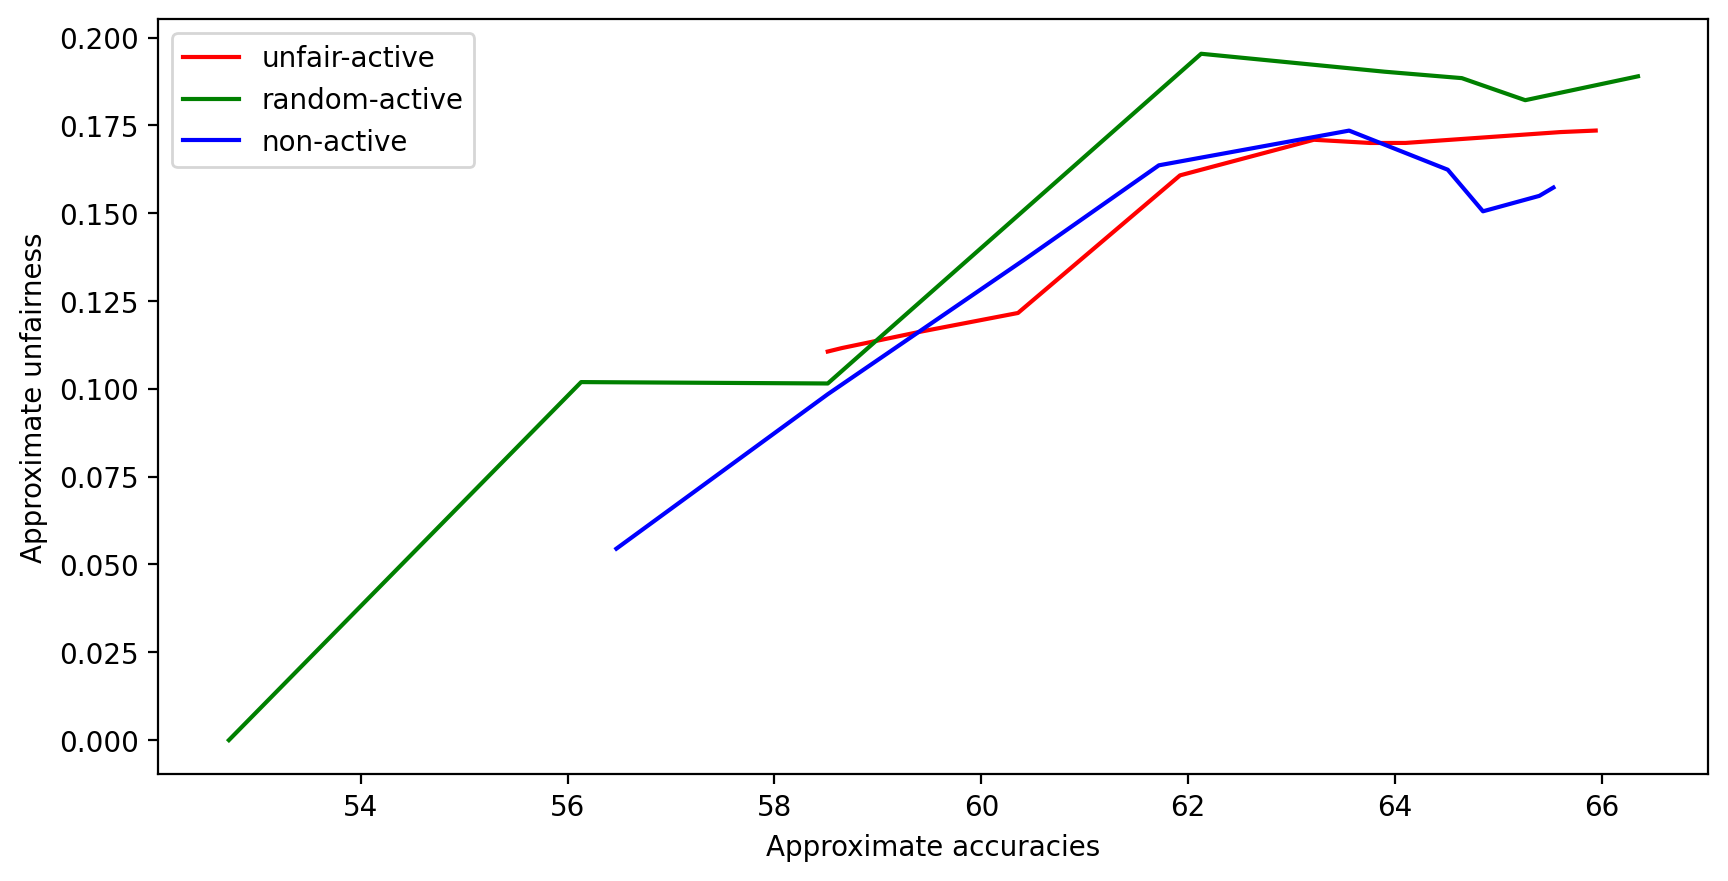 unfair-active
random-active
non-active
0.200
0.175
0.150
0.125
0.100
0.075
0.050
0.025
0.000
Approximate unfairness
54 56 58 60 62 64 66
Approximate accuracies